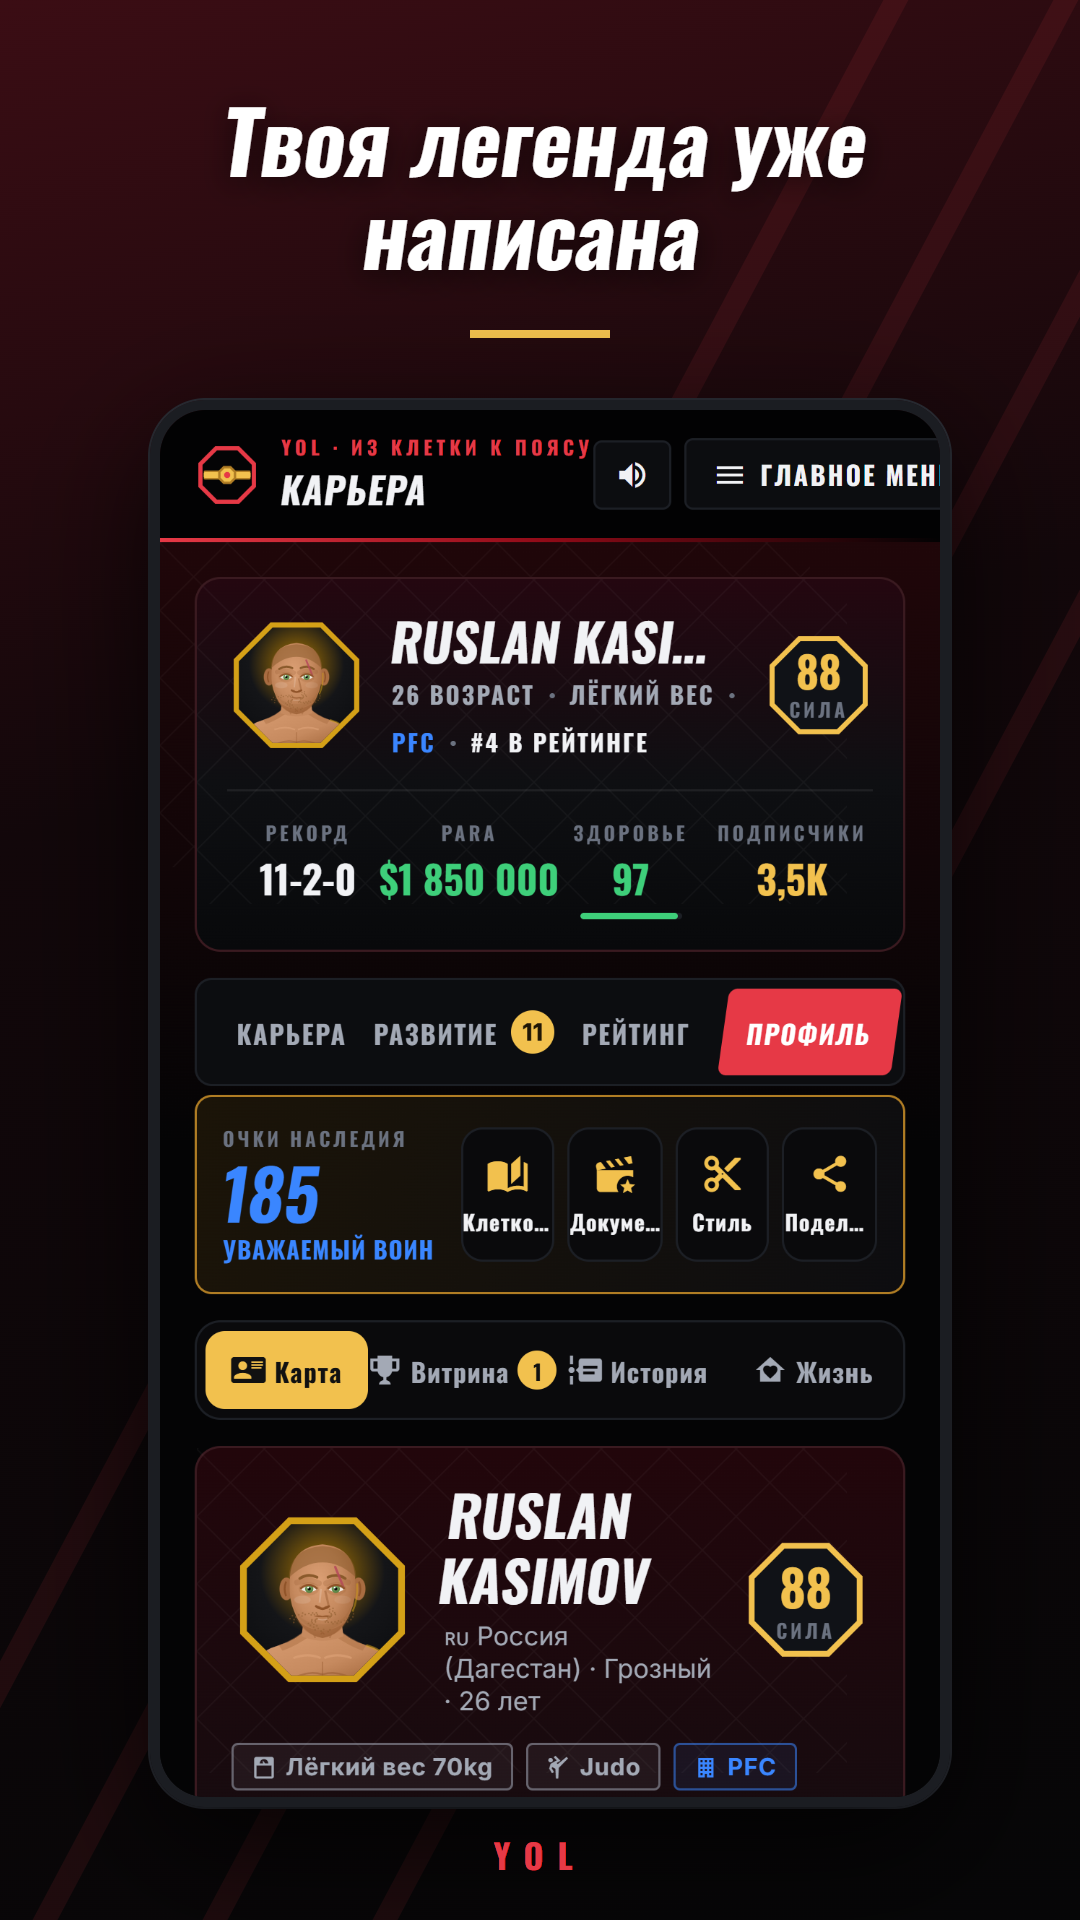 Твоя легенда уже
написана
YOL · ИЗ КЛЕТКИ К ПОЯСУ
КАРЬЕРА
ГЛАВНОЕ МЕН
RUSLAN KASI...
26 ВОЗРАСТ · ЛЁГКИЙ ВЕС ·
PFC · #4 В РЕЙТИНГЕ
88
СИЛА
РЕКОРД PARA ЗДОРОВЬЕ ПОДПИСЧИКИ
11-2-0 $1 850 000 97 3,5K
КАРЬЕРА РАЗВИТИЕ 11 РЕЙТИНГ ПРОФИЛЬ
ОЧКИ НАСЛЕДИЯ
185
УВАЖАЕМЫЙ ВОИН
Клетко... Докуме... Стиль Подел...
Карта Витрина 1 История Жизнь
RUSLAN
KASIMOV
RU Россия
(Дагестан) · Грозный
· 26 лет
88
СИЛА
Лёгкий вес 70kg Judo PFC
YOL